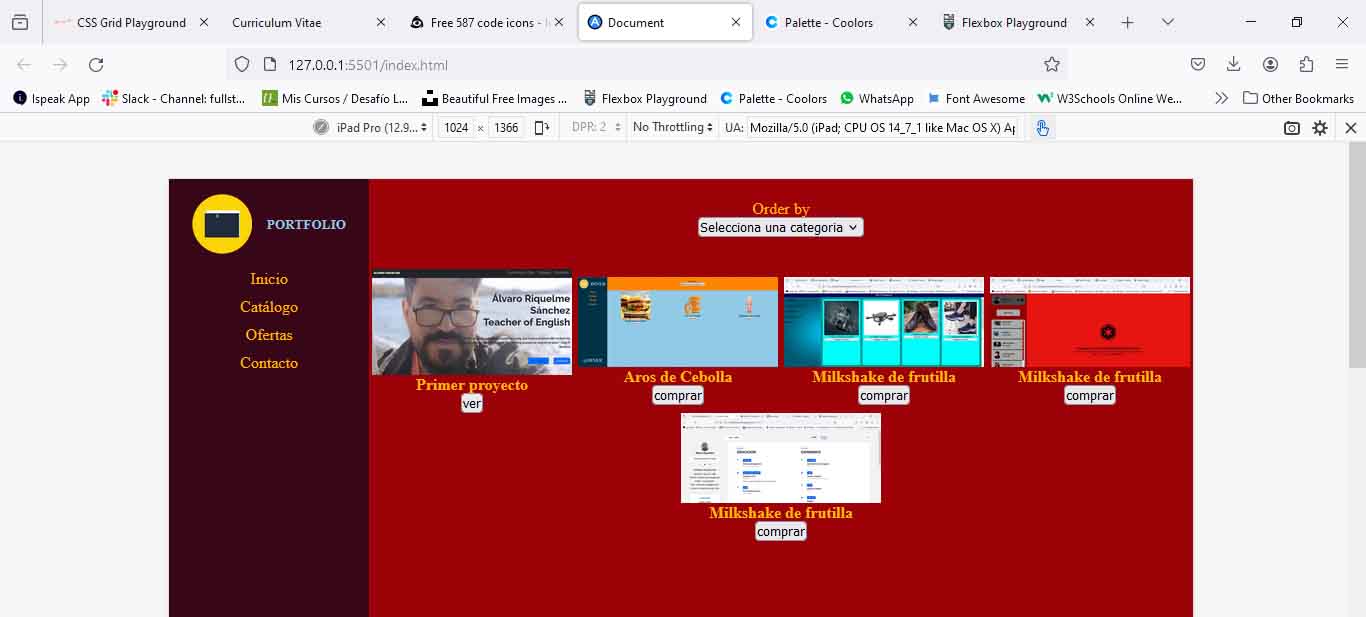 CSS Grid Playground
Curriculum Vitae
Free 587 code icons -
Document
Palette - Coolors
Flexbox Playground
127.0.0.1:5501/index.html
Ispeak App
Slack - Channel: fullst...
Mis Cursos / Desafío L...
Beautiful Free Images ...
Flexbox Playground
Palette - Coolors
WhatsApp
Font Awesome
W3Schools Online We...
Other Bookmarks
iPad Pro (12.9...
1024 × 1366
DPR: 2
No Throttling
UA: Mozilla/5.0 (iPad; CPU OS 14_7_1 like Mac OS X) Ap
PORTFOLIO
Inicio
Catálogo
Ofertas
Contacto
Order by
Selecciona una categoria
Álvaro Riquelme
Sánchez
Teacher of English
Primer proyecto
ver
Aros de Cebolla
comprar
Milkshake de frutilla
comprar
Milkshake de frutilla
comprar
Milkshake de frutilla
comprar